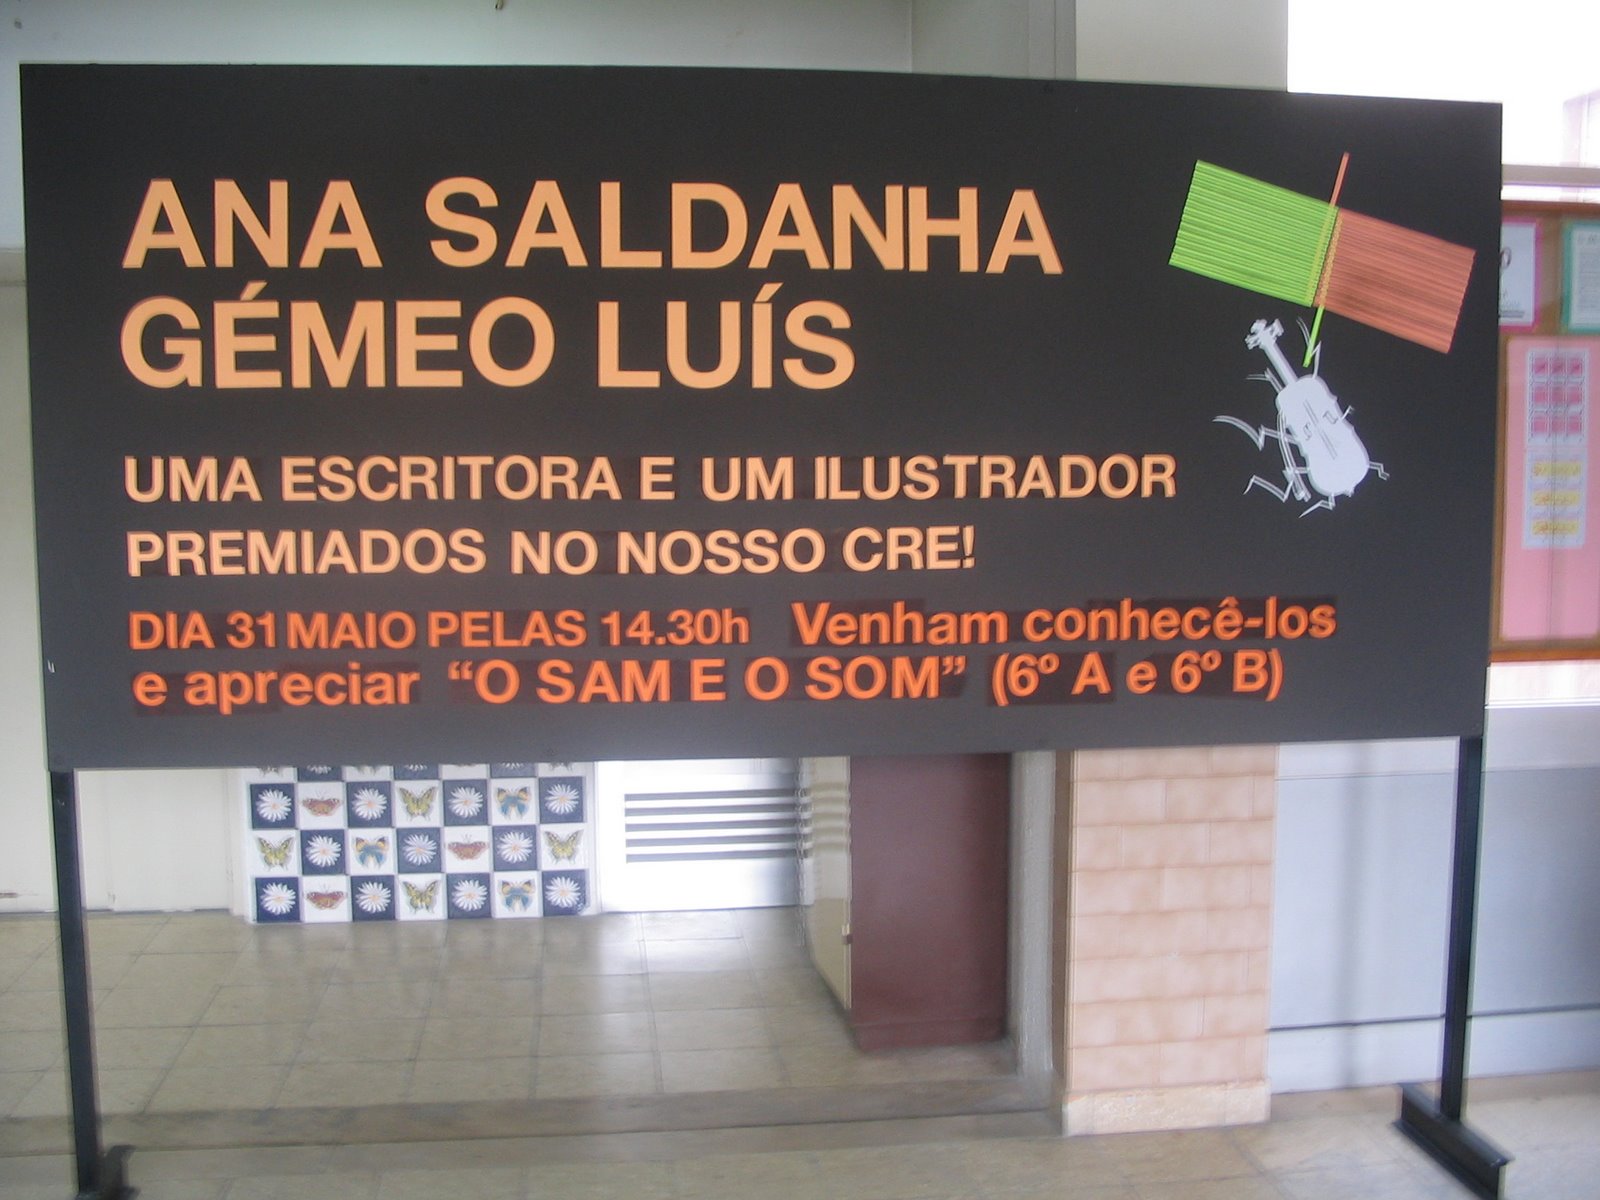 ANA SALDANHA
GÉMEO LUÍS
UMA ESCRITORA E UM ILUSTRADOR
PREMIADOS NO NOSSO CRE!
DIA 31 MAIO PELAS 14.30h Venham conhecê-los
e apreciar “O SAM E O SOM” (6º A e 6º B)